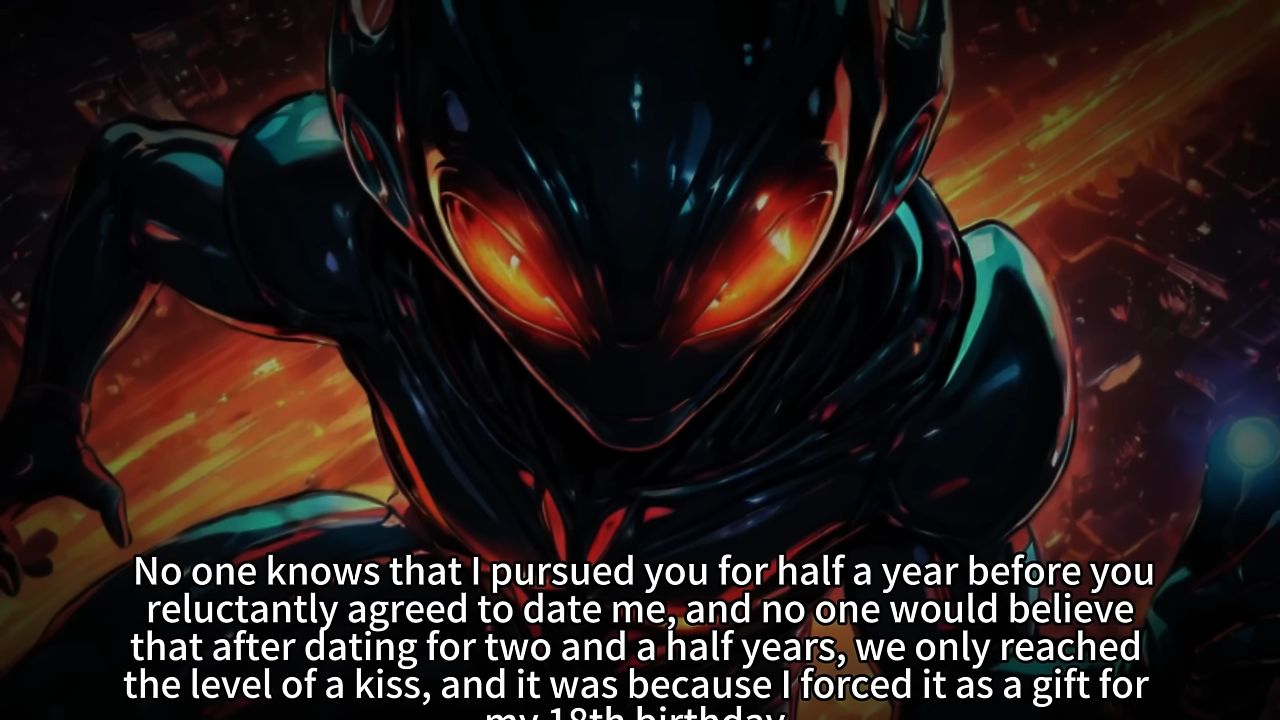 No one knows that I pursued you for half a year before you
reluctantly agreed to date me, and no one would believe
that after dating for two and a half years, we only reached
the level of a kiss, and it was because I forced it as a gift for
my 18th birthday.